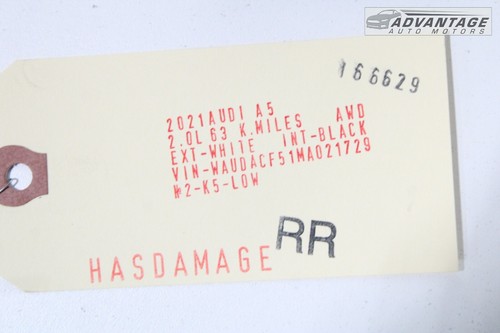 ADVANTAGE
AUTO MOTORS
166629
2021AUDI A5
2.0L 63 K.MILES AWD
EXT-WHITE INT-BLACK
VIN-WAUDACF51MA021729
#2-K5-LOW
RR
HASDAMAGE